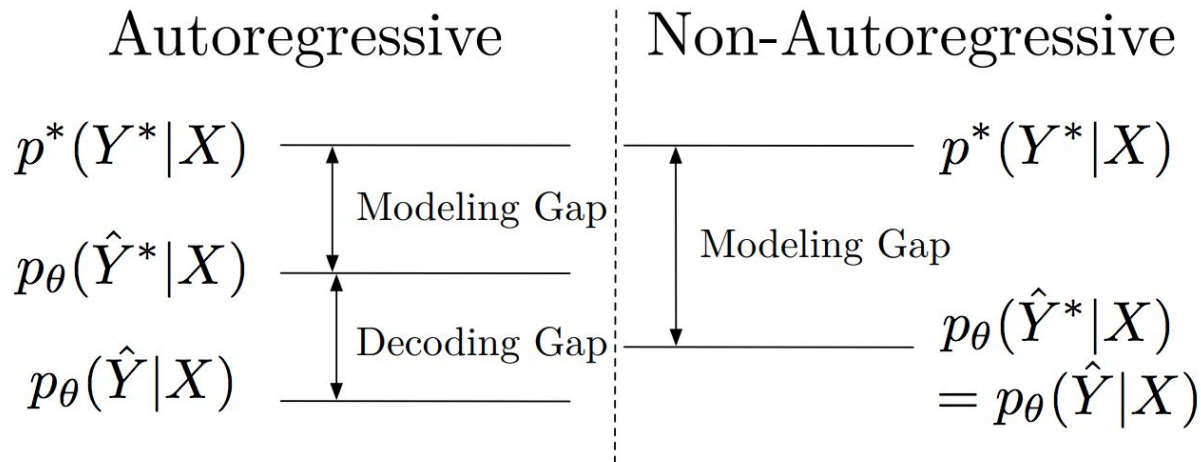 Autoregressive
p*(Y*|X)
Modeling Gap
pθ(Ŷ*|X)
Decoding Gap
pθ(Ŷ|X)
Non-Autoregressive
p*(Y*|X)
Modeling Gap
pθ(Ŷ*|X)
= pθ(Ŷ|X)